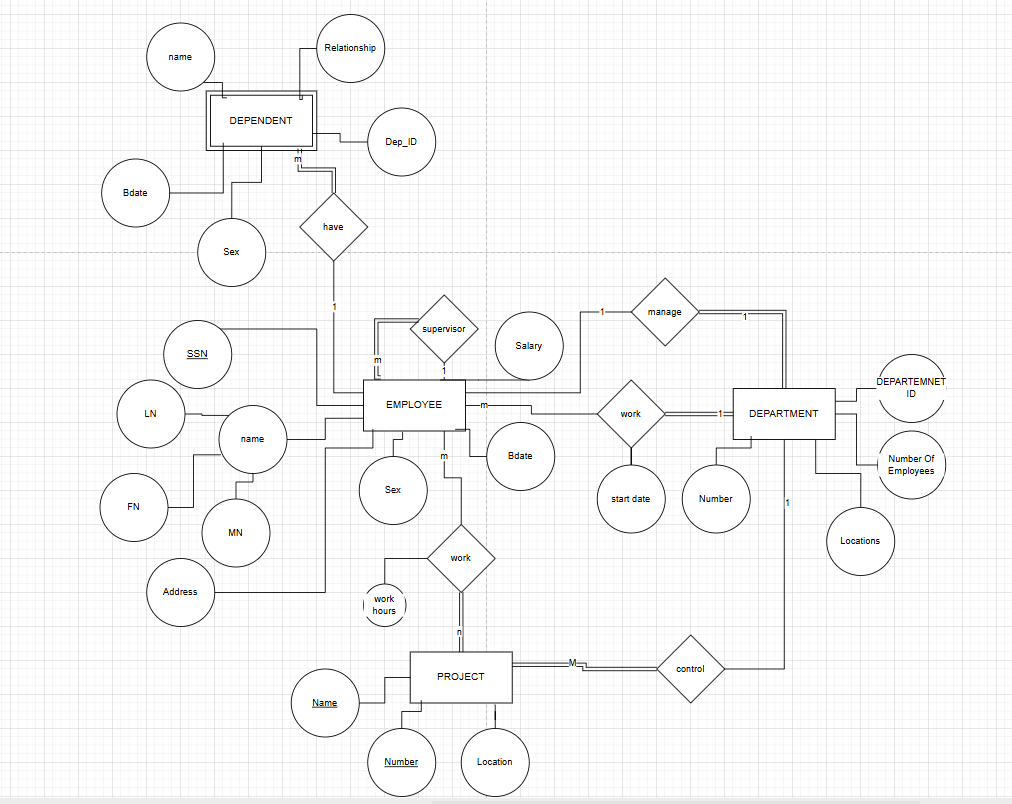 Relationship
name
DEPENDENT
Dep_ID
m
Bdate
have
Sex
1
manage
1
1
supervisor
Salary
SSN
m
1
DEPARTEMNET
ID
EMPLOYEE
m
work
1
DEPARTMENT
LN
name
m
Bdate
Number Of
Employees
Sex
start date
Number
1
FN
MN
Locations
work
Address
work
hours
n
M
control
PROJECT
Name
Number
Location